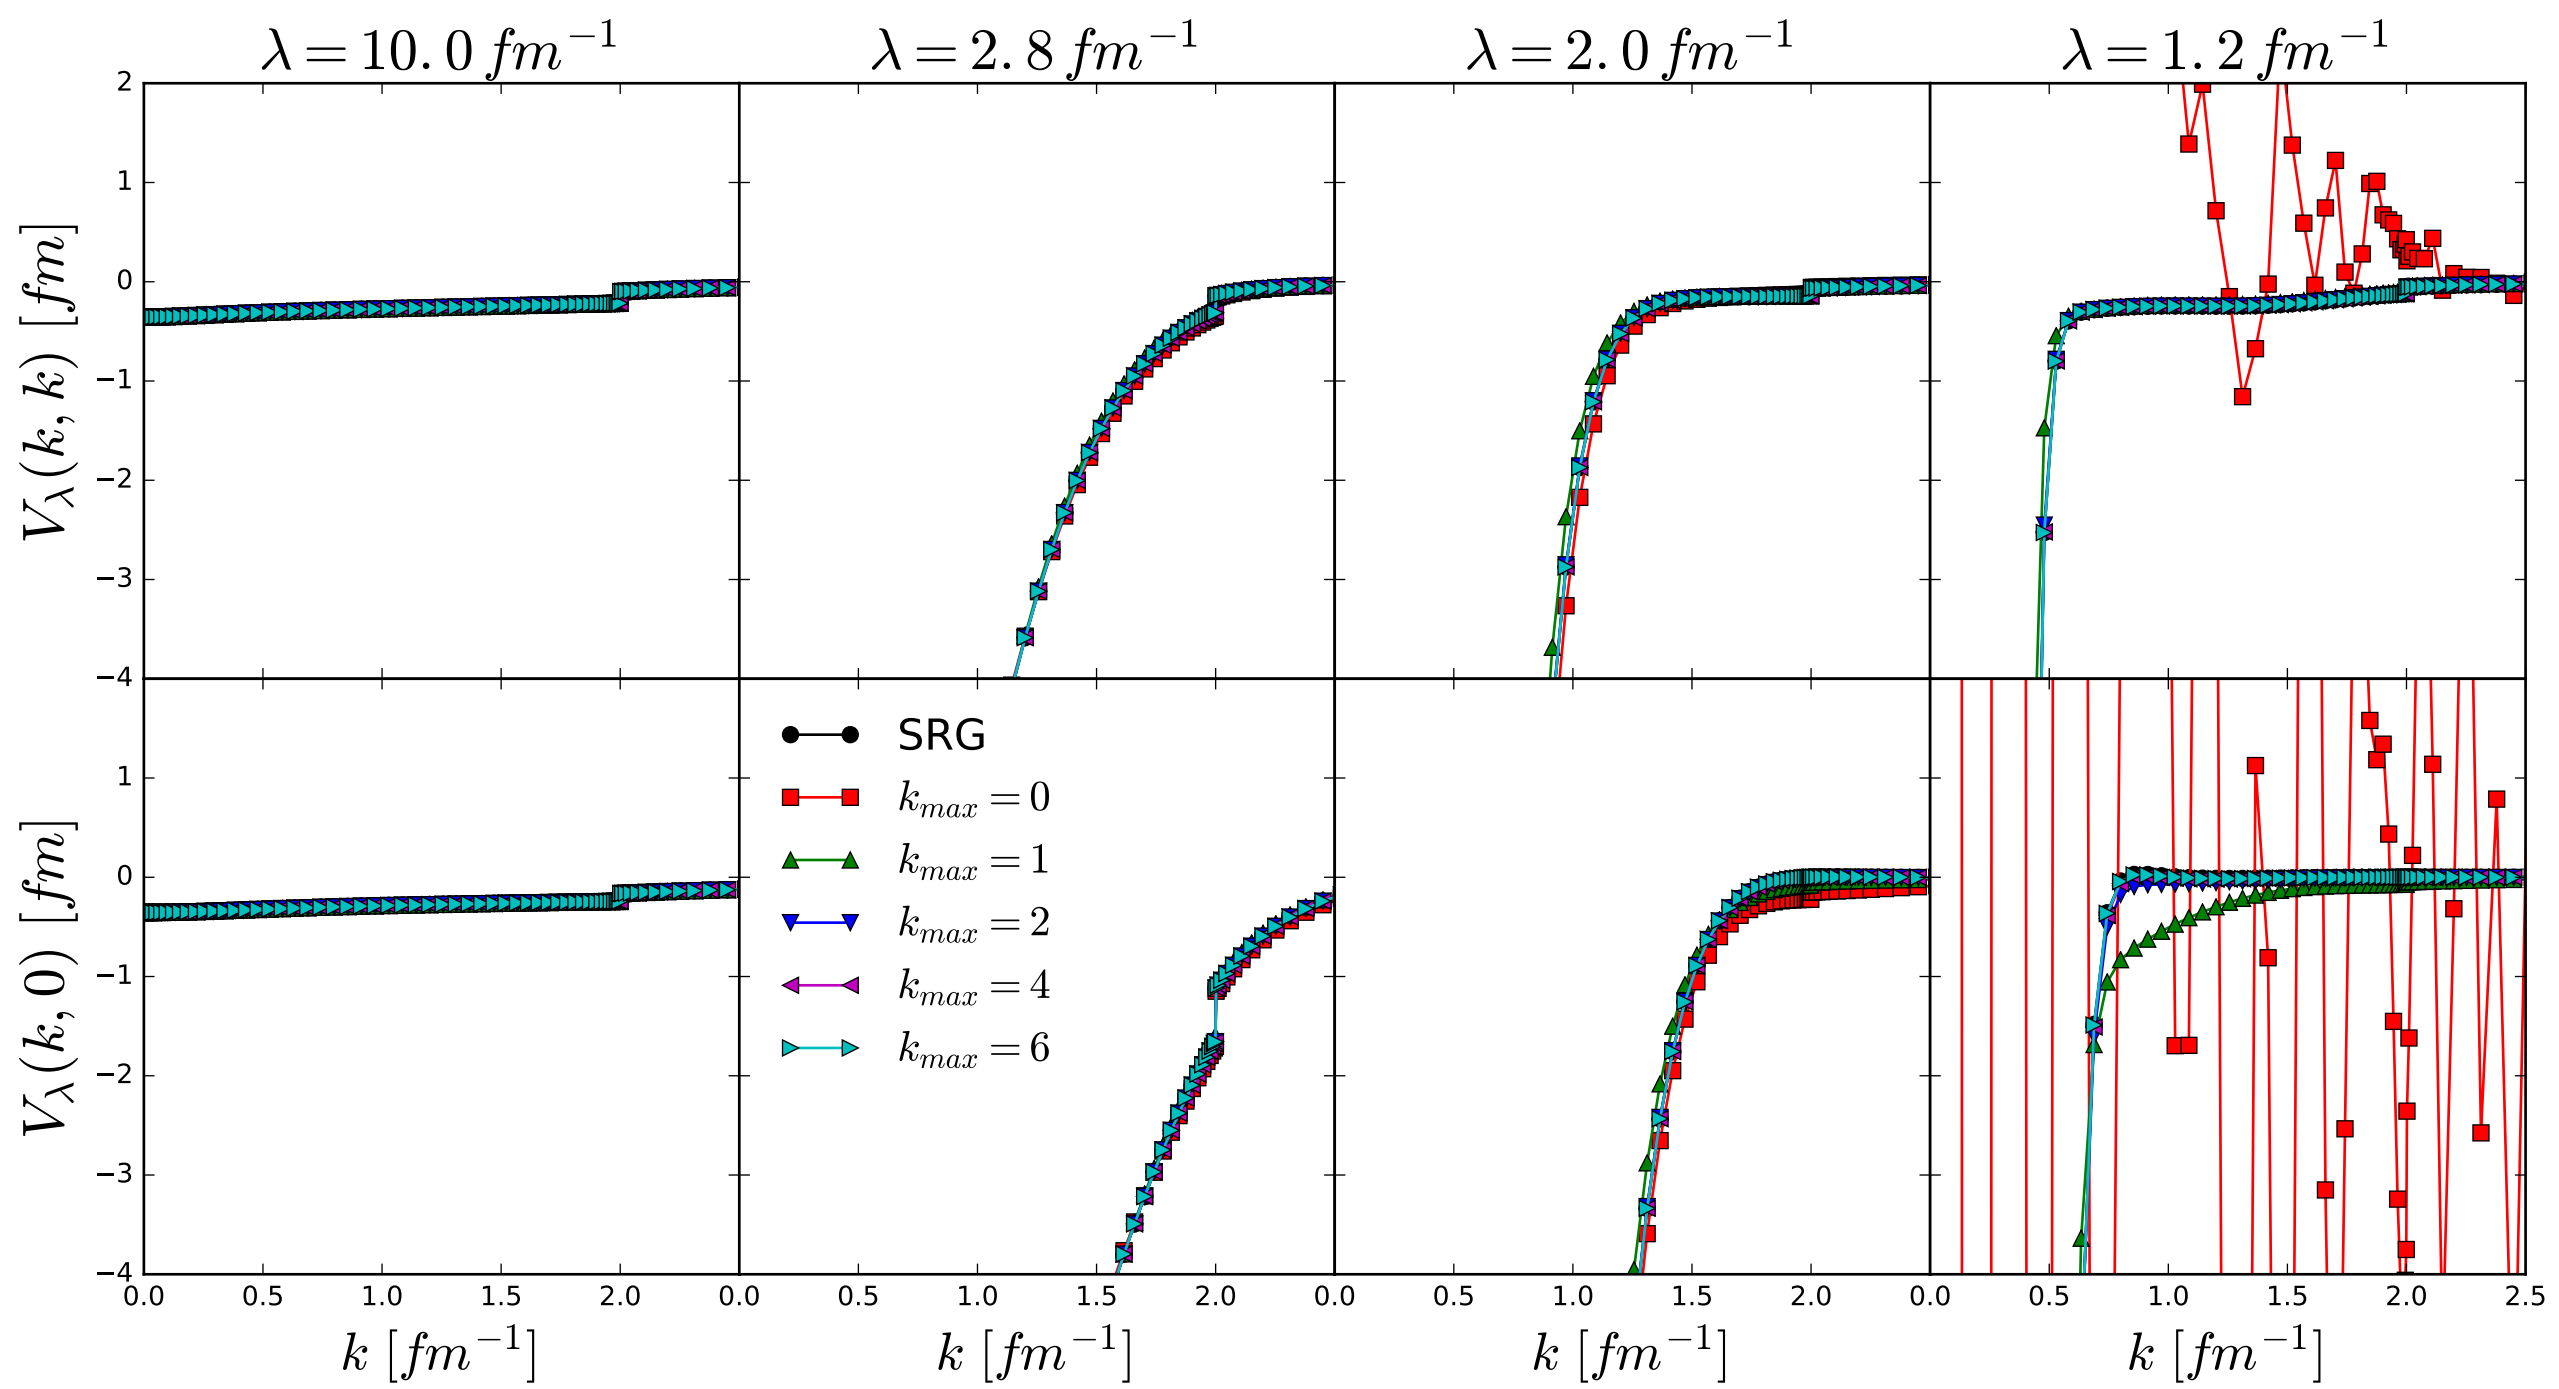 λ = 10.0 fm⁻¹ λ = 2.8 fm⁻¹ λ = 2.0 fm⁻¹ λ = 1.2 fm⁻¹
2
1
0
−1
−2
−3
−4
V_λ(k, k) [fm]
1
0
−1
−2
−3
−4
V_λ(k, 0) [fm]
SRG
k_max = 0
k_max = 1
k_max = 2
k_max = 4
k_max = 6
0.0 0.5 1.0 1.5 2.0 0.0 0.5 1.0 1.5 2.0 0.0 0.5 1.0 1.5 2.0 0.0 0.5 1.0 1.5 2.0 2.5
k [fm⁻¹] k [fm⁻¹] k [fm⁻¹] k [fm⁻¹]